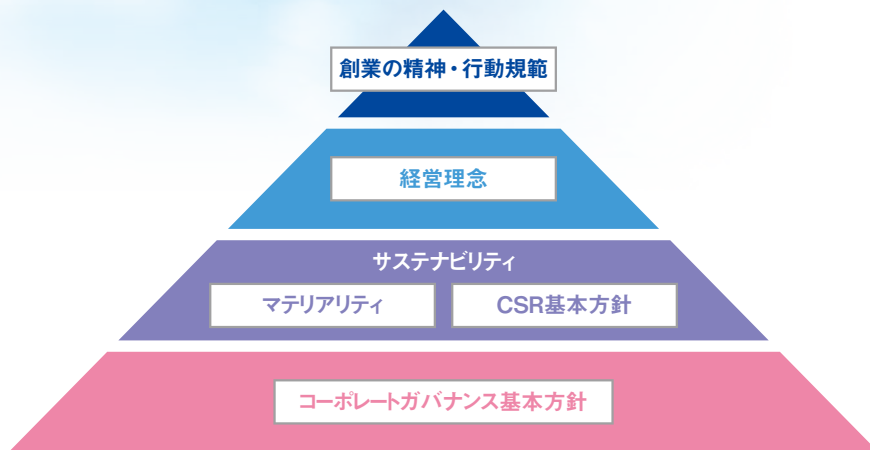 創業の精神・行動規範
経営理念
サステナビリティ
マテリアリティ
CSR基本方針
コーポレートガバナンス基本方針